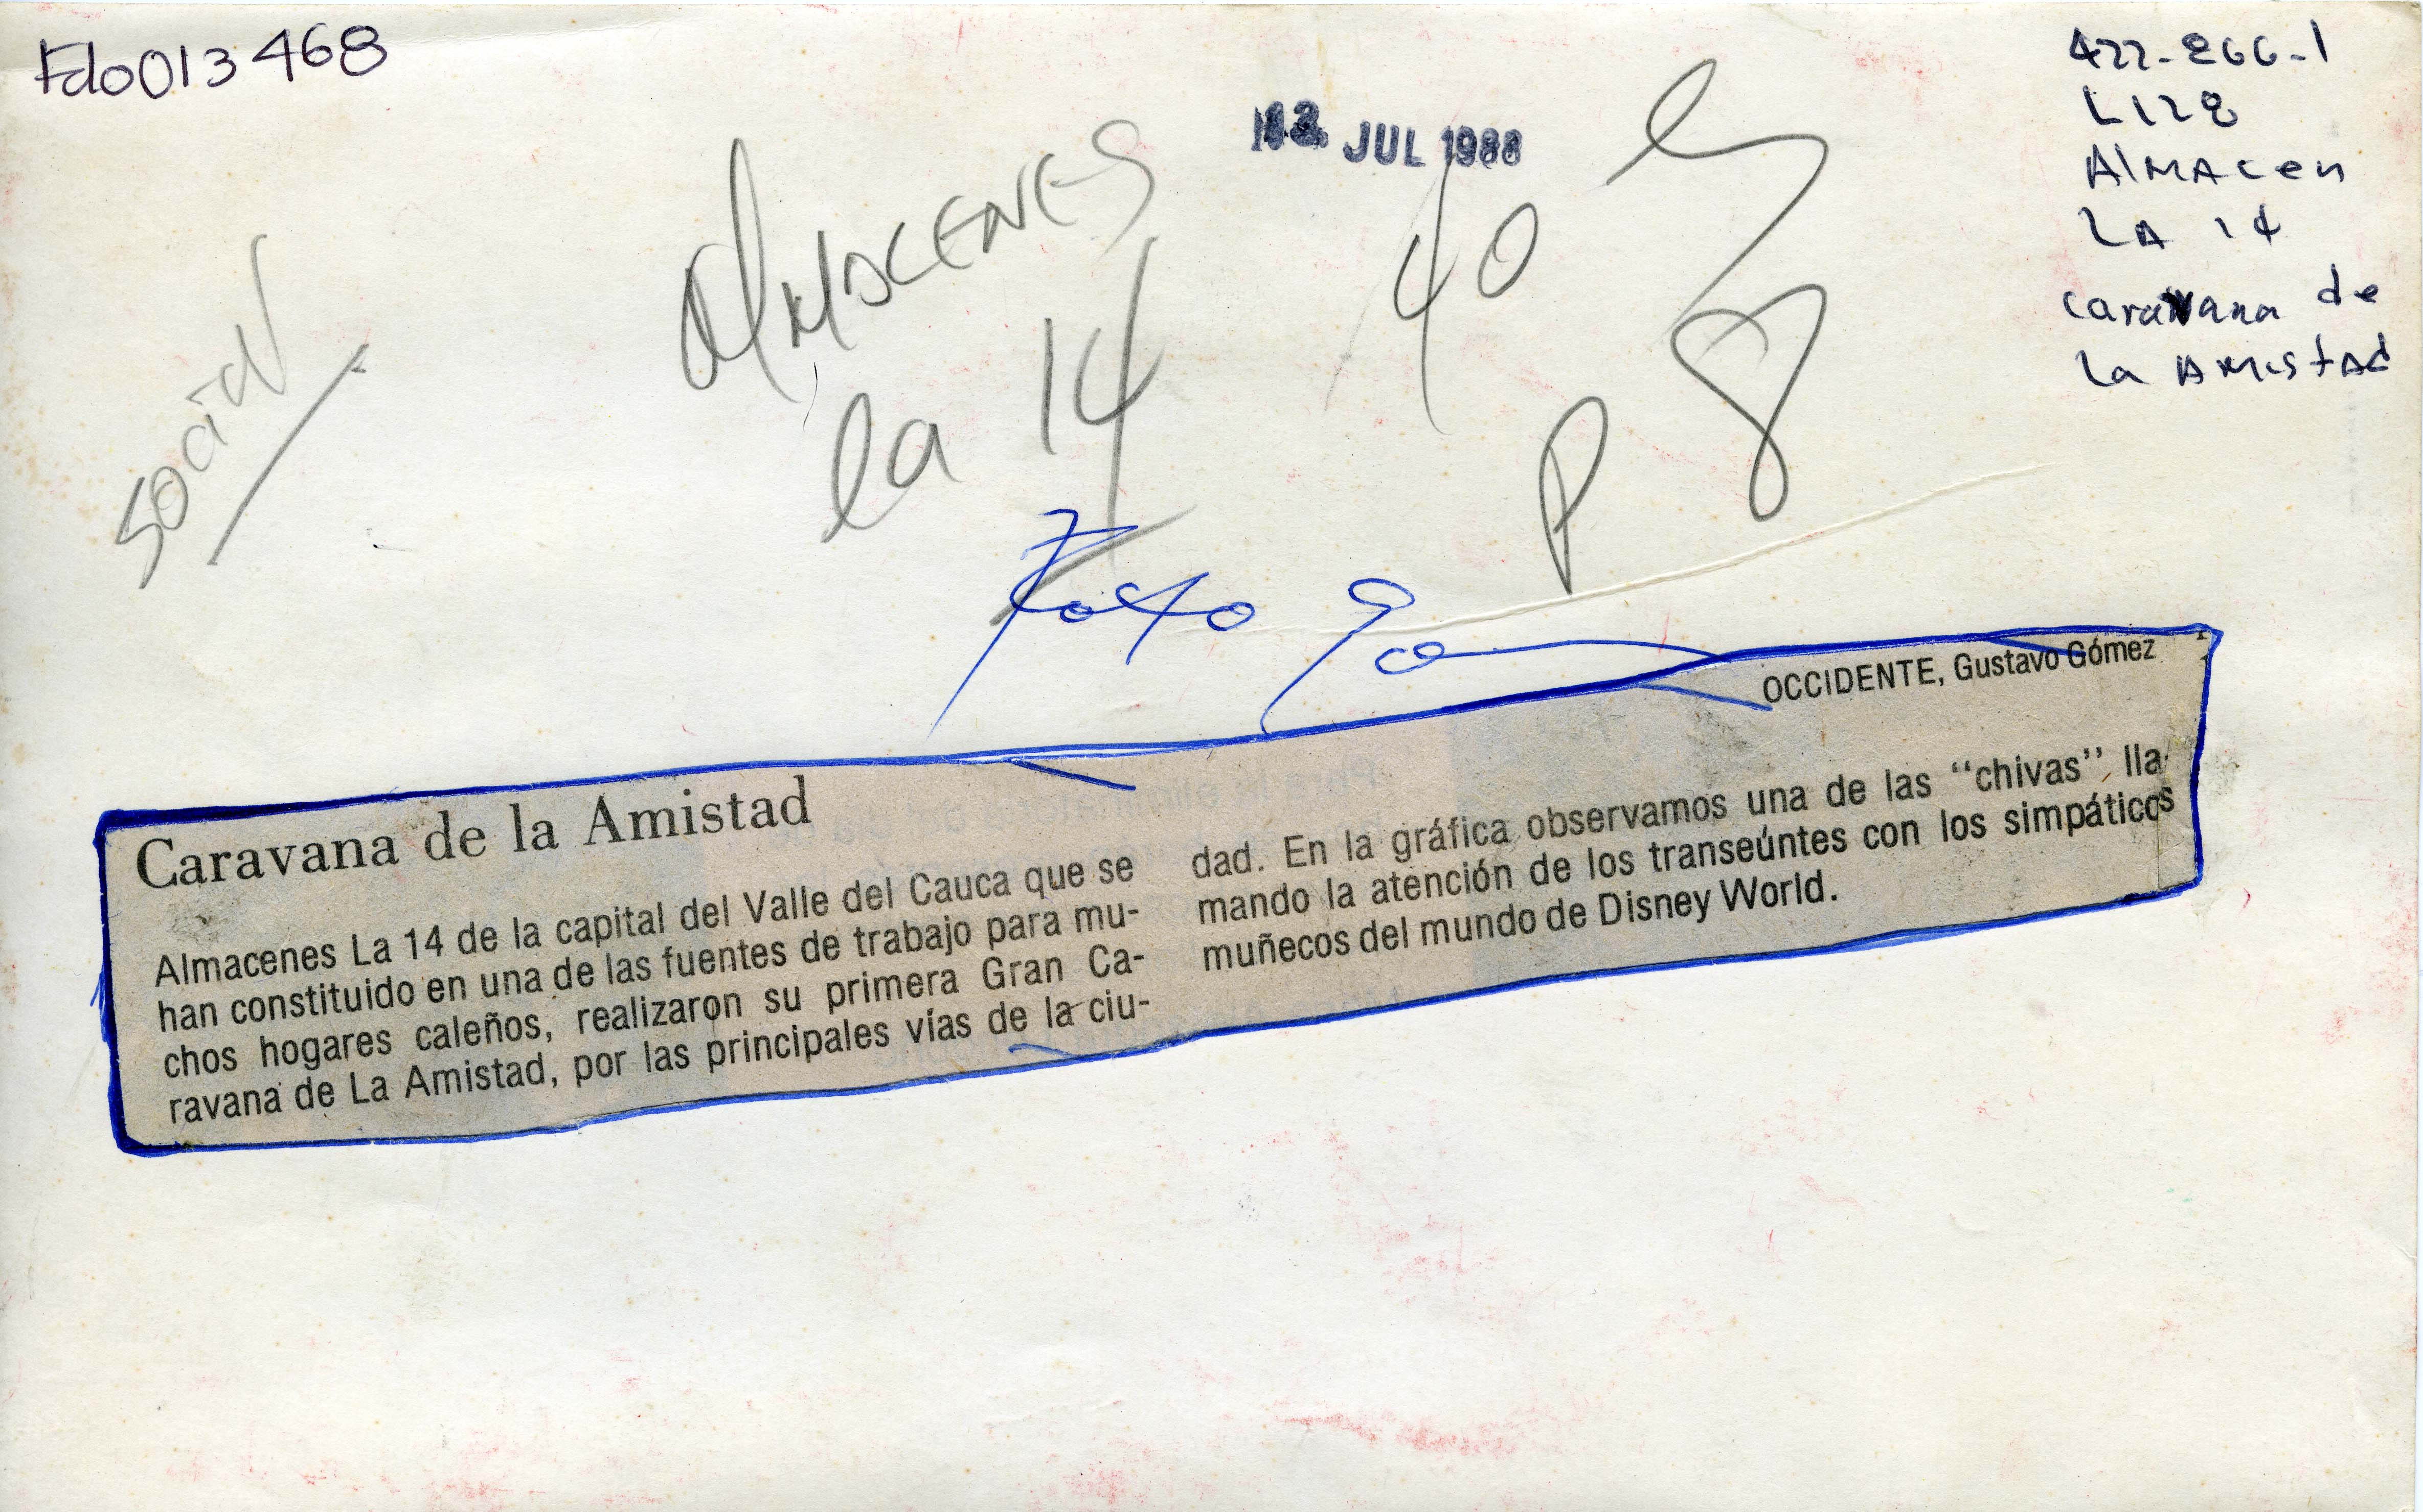 Fdo013468
422-266-1
L128
Almacen
LA 14
caravana de
la Amistad
JUL 1988
social
Almacenes
la 14
40
P 8
Foto
OCCIDENTE, Gustavo Gómez
Caravana de la Amistad
Almacenes La 14 de la capital del Valle del Cauca que se
han constituido en una de las fuentes de trabajo para mu-
chos hogares caleños, realizaron su primera Gran Ca-
ravana de La Amistad, por las principales vías de la ciu-
dad. En la gráfica observamos una de las “chivas” lla-
mando la atención de los transeúntes con los simpáticos
muñecos del mundo de Disney World.